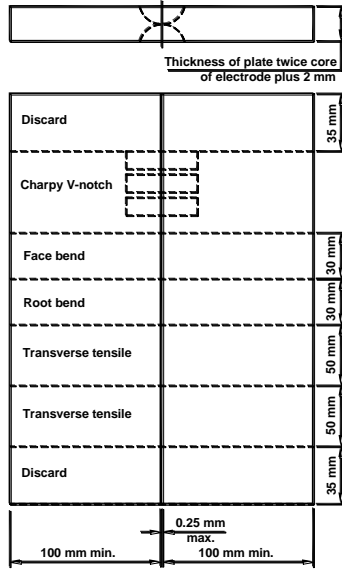 Thickness of plate twice core
of electrode plus 2 mm
Discard
35 mm
Charpy V-notch
Face bend
30 mm
Root bend
30 mm
Transverse tensile
50 mm
Transverse tensile
50 mm
Discard
35 mm
0.25 mm
max.
100 mm min.
100 mm min.